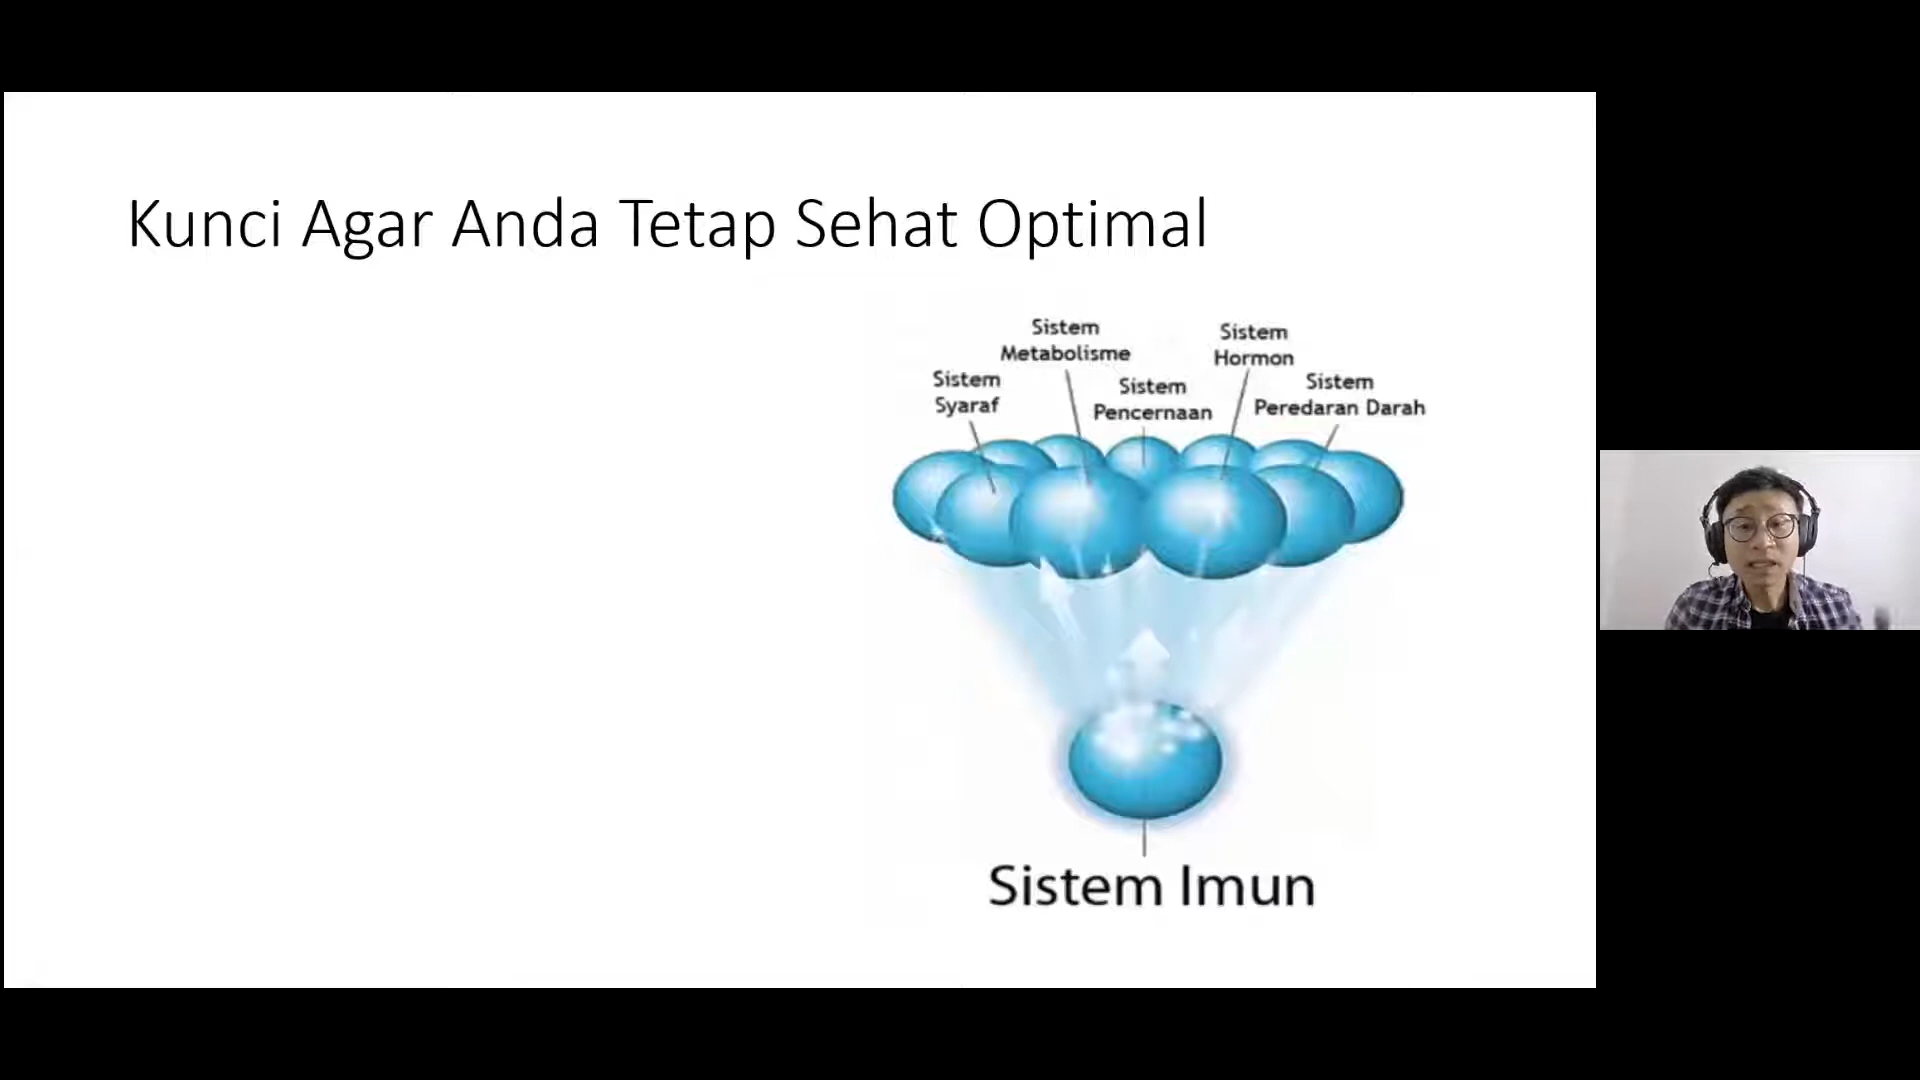 Kunci Agar Anda Tetap Sehat Optimal
Sistem
Metabolisme
Sistem
Hormon
Sistem
Syaraf
Sistem
Pencernaan
Sistem
Peredaran Darah
Sistem Imun